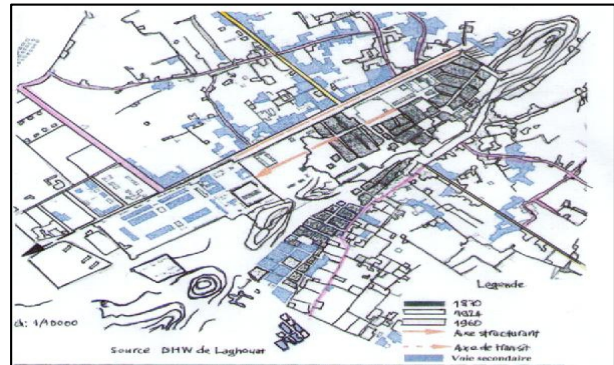 Legende
1870
1924
1960
Axe structurant
Axe de transit
Voie secondaire
ch: 1/10000
Source DHW de Laghouat